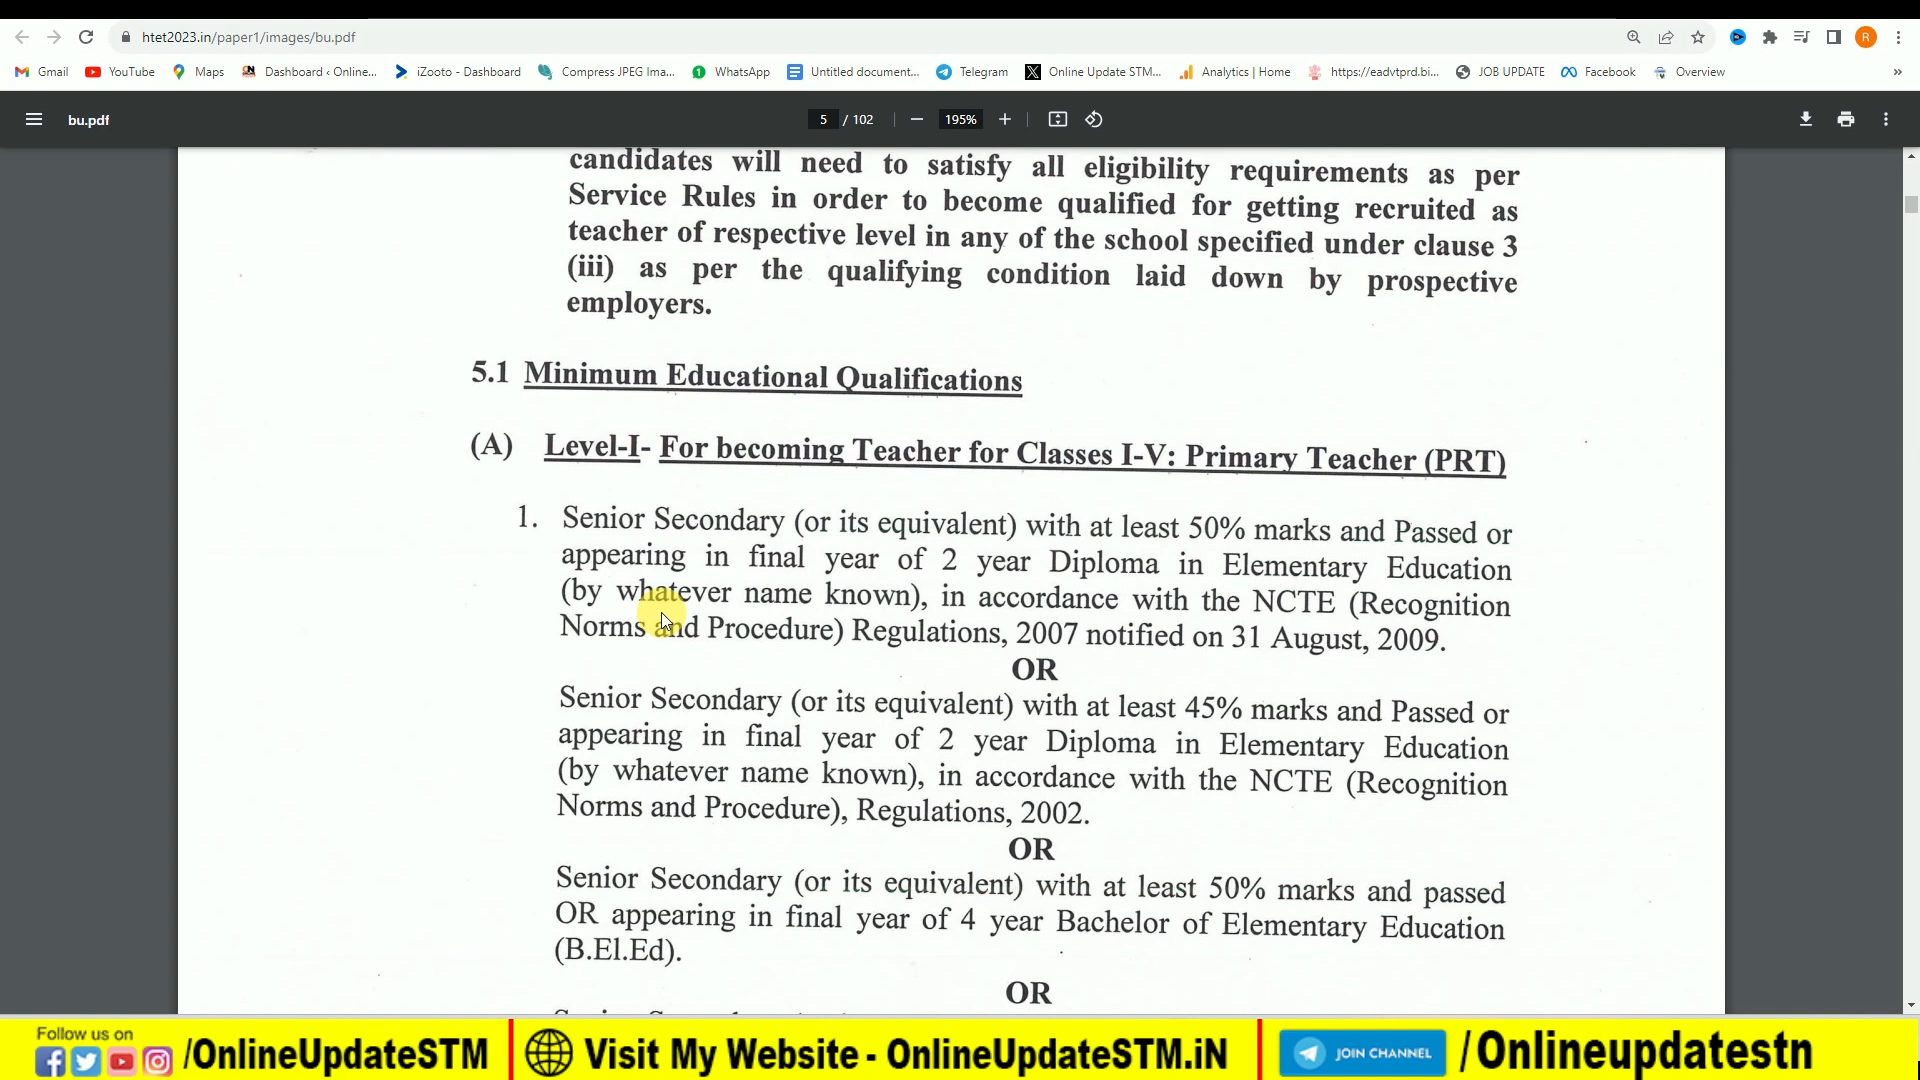 htet2023.in/paper1/images/bu.pdf
R
Gmail YouTube Maps Dashboard ‹ Online... iZooto - Dashboard Compress JPEG Ima... WhatsApp Untitled document... Telegram Online Update STM... Analytics | Home https://eadvtprd.bi... JOB UPDATE Facebook Overview »
bu.pdf 5 / 102 195%
candidates will need to satisfy all eligibility requirements as per
Service Rules in order to become qualified for getting recruited as
teacher of respective level in any of the school specified under clause 3
(iii) as per the qualifying condition laid down by prospective
employers.
5.1 Minimum Educational Qualifications
(A) Level-I- For becoming Teacher for Classes I-V: Primary Teacher (PRT)
1. Senior Secondary (or its equivalent) with at least 50% marks and Passed or
appearing in final year of 2 year Diploma in Elementary Education
(by whatever name known), in accordance with the NCTE (Recognition
Norms and Procedure) Regulations, 2007 notified on 31 August, 2009.
OR
Senior Secondary (or its equivalent) with at least 45% marks and Passed or
appearing in final year of 2 year Diploma in Elementary Education
(by whatever name known), in accordance with the NCTE (Recognition
Norms and Procedure), Regulations, 2002.
OR
Senior Secondary (or its equivalent) with at least 50% marks and passed
OR appearing in final year of 4 year Bachelor of Elementary Education
(B.El.Ed).
OR
Follow us on
/OnlineUpdateSTM
Visit My Website - OnlineUpdateSTM.iN
JOIN CHANNEL /Onlineupdatestn